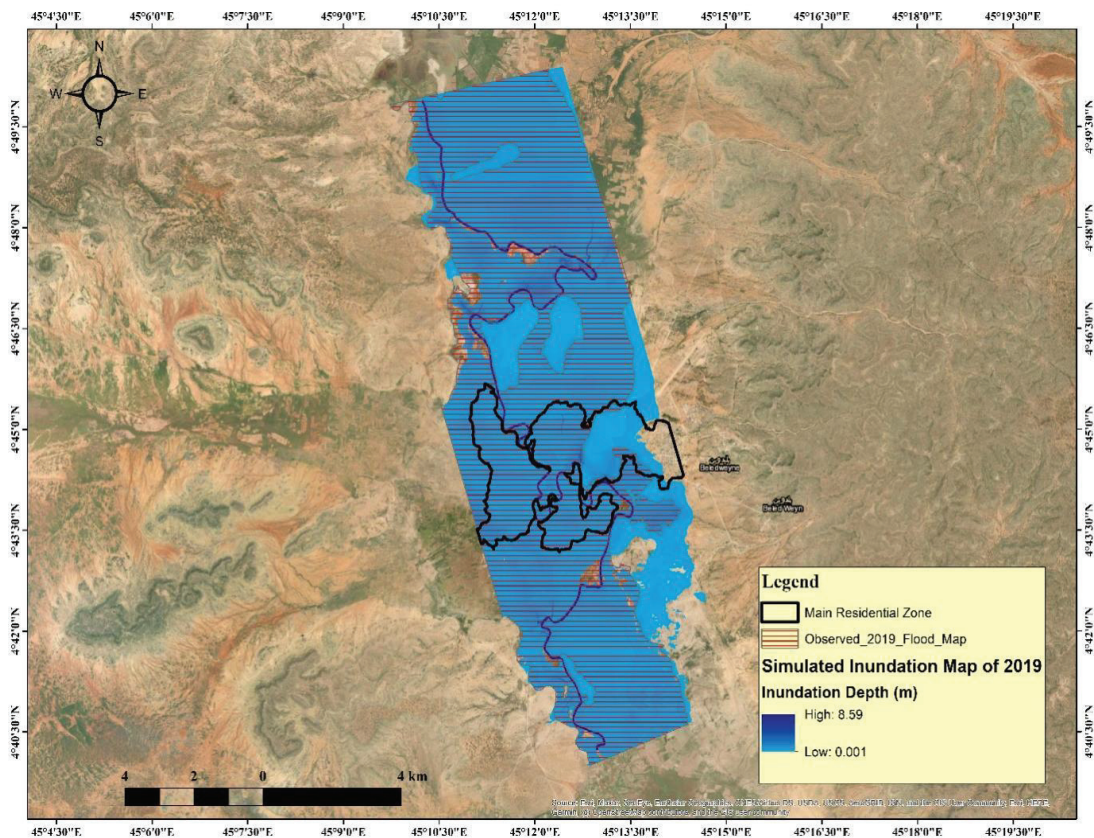 45°4'30"E 45°6'0"E 45°7'30"E 45°9'0"E 45°10'30"E 45°12'0"E 45°13'30"E 45°15'0"E 45°16'30"E 45°18'0"E 45°19'30"E
N
W E
S
4°49'30"N 4°49'30"N
4°48'0"N 4°48'0"N
4°46'30"N 4°46'30"N
4°45'0"N 4°45'0"N
Beledweyne
Beled Weyn
4°43'30"N 4°43'30"N
4°42'0"N 4°42'0"N
4°40'30"N 4°40'30"N
Legend
Main Residential Zone
Observed_2019_Flood_Map
Simulated Inundation Map of 2019
Inundation Depth (m)
High: 8.59
Low: 0.001
4 2 0 4 km
45°4'30"E 45°6'0"E 45°7'30"E 45°9'0"E 45°10'30"E 45°12'0"E 45°13'30"E 45°15'0"E 45°16'30"E 45°18'0"E 45°19'30"E